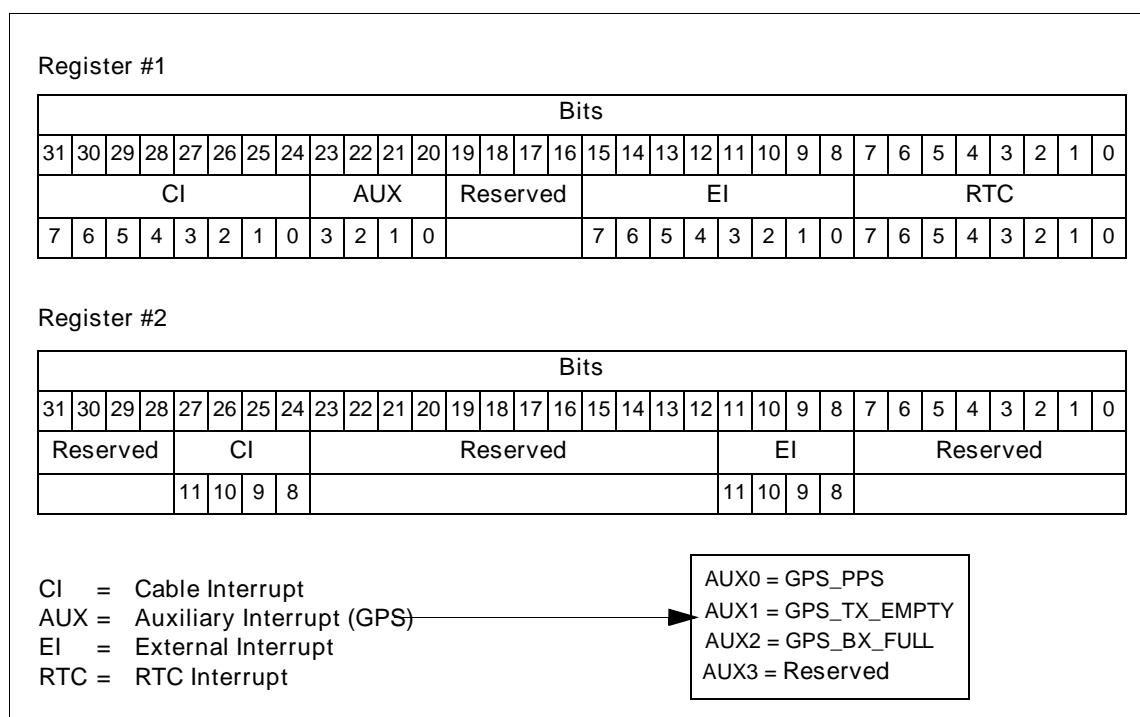 Register #1
Bits
31 30 29 28 27 26 25 24 23 22 21 20 19 18 17 16 15 14 13 12 11 10 9 8 7 6 5 4 3 2 1 0
CI AUX Reserved EI RTC
7 6 5 4 3 2 1 0 3 2 1 0 7 6 5 4 3 2 1 0 7 6 5 4 3 2 1 0
Register #2
Bits
31 30 29 28 27 26 25 24 23 22 21 20 19 18 17 16 15 14 13 12 11 10 9 8 7 6 5 4 3 2 1 0
Reserved CI Reserved EI Reserved
11 10 9 8 11 10 9 8
CI = Cable Interrupt
AUX = Auxiliary Interrupt (GPS)
EI = External Interrupt
RTC = RTC Interrupt
AUX0 = GPS_PPS
AUX1 = GPS_TX_EMPTY
AUX2 = GPS_BX_FULL
AUX3 = Reserved